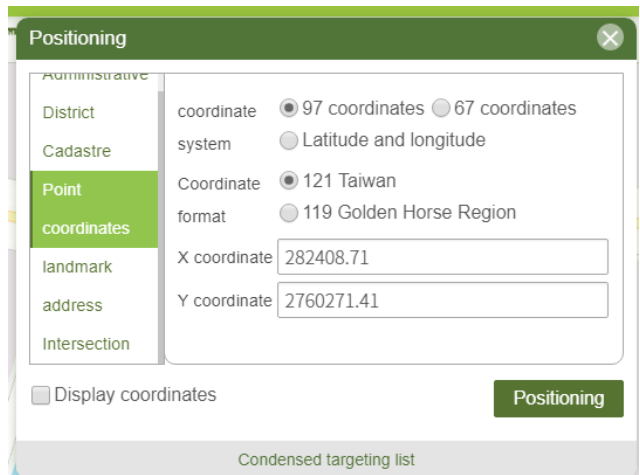 Positioning
Administrative
District
Cadastre
Point
coordinates
landmark
address
Intersection
coordinate system
97 coordinates 67 coordinates
Latitude and longitude
Coordinate format
121 Taiwan
119 Golden Horse Region
X coordinate 282408.71
Y coordinate 2760271.41
Display coordinates
Positioning
Condensed targeting list